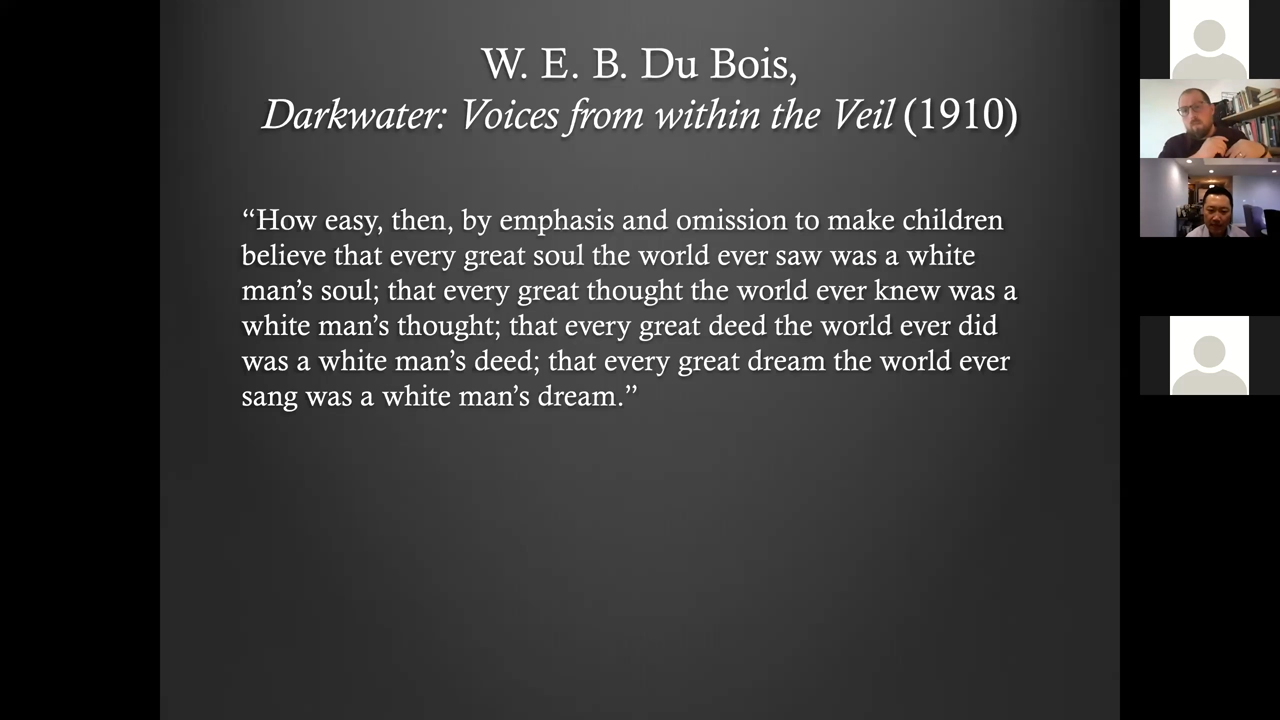 W. E. B. Du Bois,
Darkwater: Voices from within the Veil (1910)
“How easy, then, by emphasis and omission to make children
believe that every great soul the world ever saw was a white
man’s soul; that every great thought the world ever knew was a
white man’s thought; that every great deed the world ever did
was a white man’s deed; that every great dream the world ever
sang was a white man’s dream.”